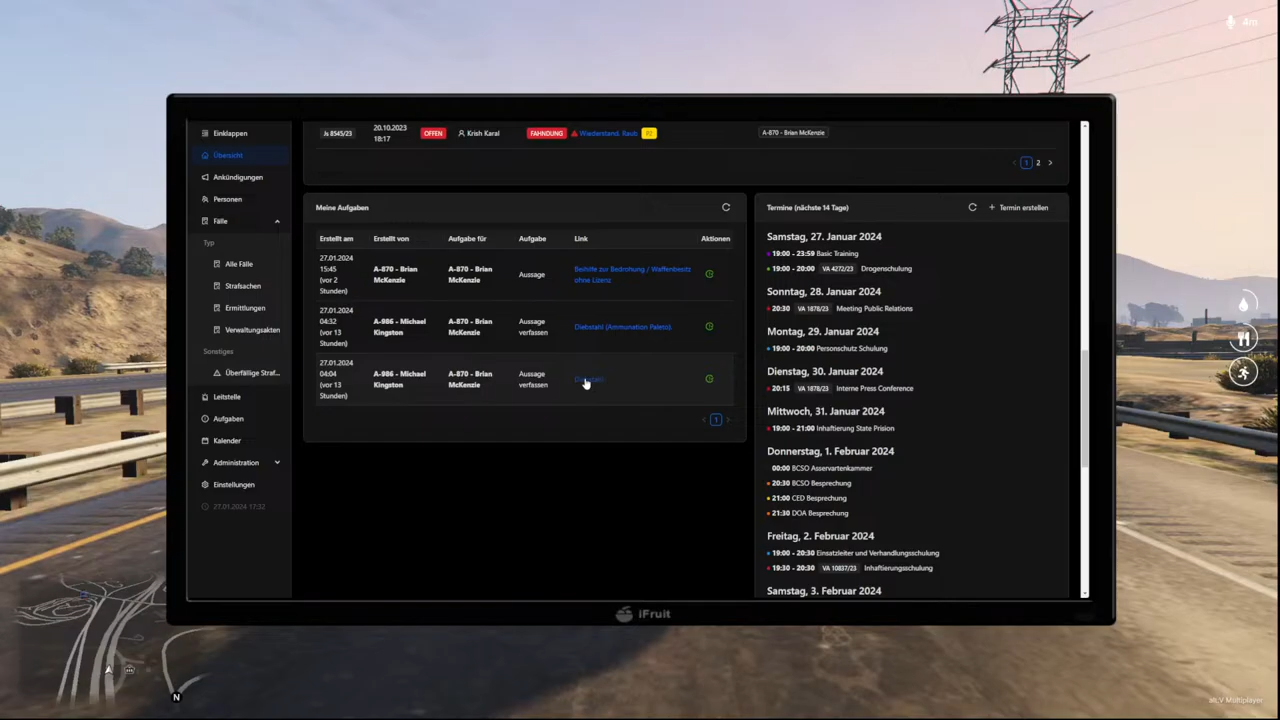 4m
Einklappen
Übersicht
Ankündigungen
Personen
Fälle
Typ
Alle Fälle
Strafsachen
Ermittlungen
Verwaltungsakten
Sonstiges
Überfällige Straf...
Leitstelle
Aufgaben
Kalender
Administration
Einstellungen
27.01.2024 17:32
Js 8545/23 20.10.2023 18:17 OFFEN Krish Karal FAHNDUNG Wiederstand, Raub P2 A-870 - Brian McKenzie
1 2
Meine Aufgaben
Erstellt am Erstellt von Aufgabe für Aufgabe Link Aktionen
27.01.2024
15:45
(vor 2
Stunden)
A-870 - Brian
McKenzie
A-870 - Brian
McKenzie
Aussage
Beihilfe zur Bedrohung / Waffenbesitz
ohne Lizenz
27.01.2024
04:32
(vor 13
Stunden)
A-986 - Michael
Kingston
A-870 - Brian
McKenzie
Aussage
verfassen
Diebstahl (Ammunation Paleto)
27.01.2024
04:04
(vor 13
Stunden)
A-986 - Michael
Kingston
A-870 - Brian
McKenzie
Aussage
verfassen
1
Termine (nächste 14 Tage) + Termin erstellen
Samstag, 27. Januar 2024
19:00 - 23:59 Basic Training
19:00 - 20:00 VA 4272/23 Drogenschulung
Sonntag, 28. Januar 2024
20:30 VA 1878/23 Meeting Public Relations
Montag, 29. Januar 2024
19:00 - 20:00 Personschutz Schulung
Dienstag, 30. Januar 2024
20:15 VA 1878/23 Interne Press Conference
Mittwoch, 31. Januar 2024
19:00 - 21:00 Inhaftierung State Prision
Donnerstag, 1. Februar 2024
00:00 BCSO Asservartenkammer
20:30 BCSO Besprechung
21:00 CED Besprechung
21:30 DOA Besprechung
Freitag, 2. Februar 2024
19:00 - 20:30 Einsatzleiter und Verhandlungsschulung
19:30 - 20:30 VA 10837/23 Inhaftierungsschulung
Samstag, 3. Februar 2024
iFruit
N
alt:V Multiplayer